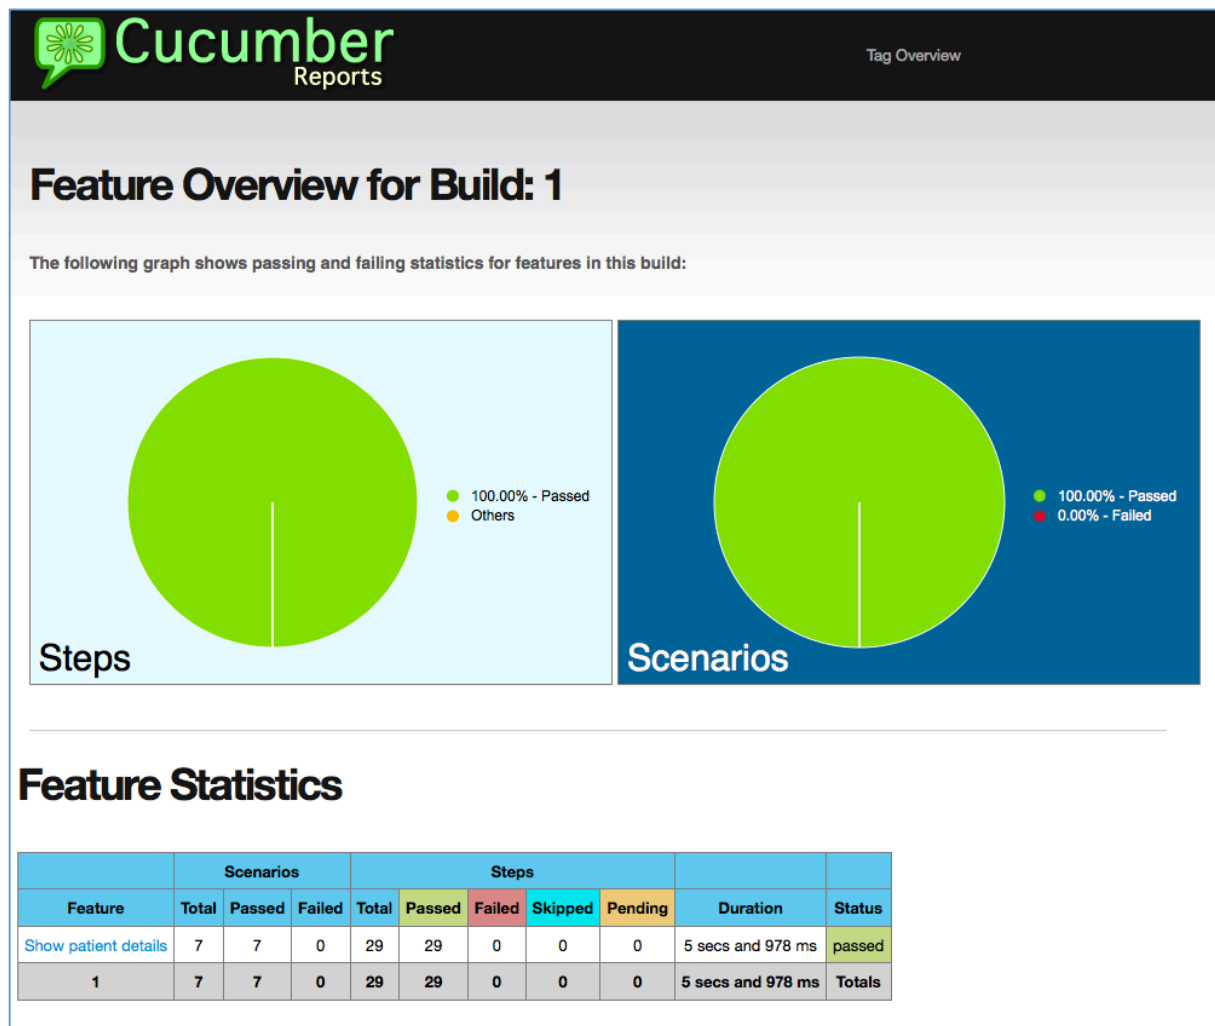 Cucumber
Reports
Tag Overview
Feature Overview for Build: 1
The following graph shows passing and failing statistics for features in this build:
100.00% - Passed
Others
Steps
100.00% - Passed
0.00% - Failed
Scenarios
Feature Statistics
Scenarios Steps
Feature Total Passed Failed Total Passed Failed Skipped Pending Duration Status
Show patient details 7 7 0 29 29 0 0 0 5 secs and 978 ms passed
1 7 7 0 29 29 0 0 0 5 secs and 978 ms Totals